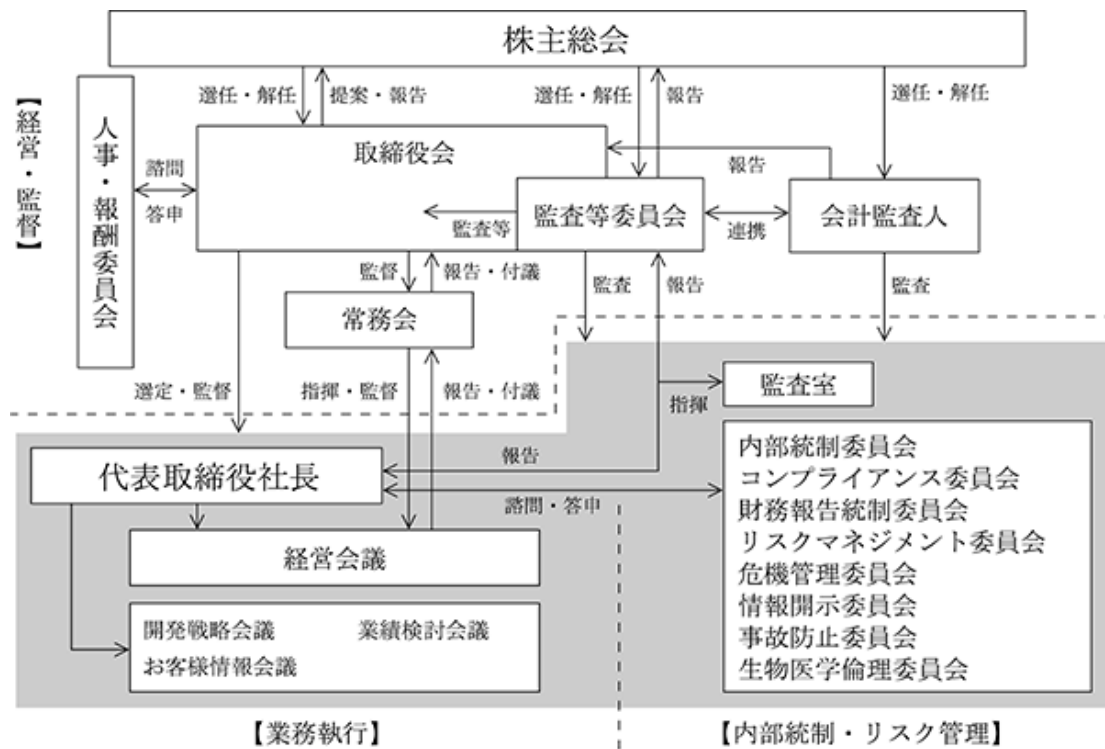 株主総会
選任・解任
提案・報告
選任・解任
報告
選任・解任
【経営・監督】
人事・報酬委員会
諮問
答申
取締役会
報告
監査等
監査等委員会
連携
会計監査人
監督
報告・付議
監査
報告
監査
常務会
選定・監督
指揮・監督
報告・付議
監査室
指揮
報告
代表取締役社長
諮問・答申
経営会議
開発戦略会議
業績検討会議
お客様情報会議
内部統制委員会
コンプライアンス委員会
財務報告統制委員会
リスクマネジメント委員会
危機管理委員会
情報開示委員会
事故防止委員会
生物医学倫理委員会
【業務執行】
【内部統制・リスク管理】